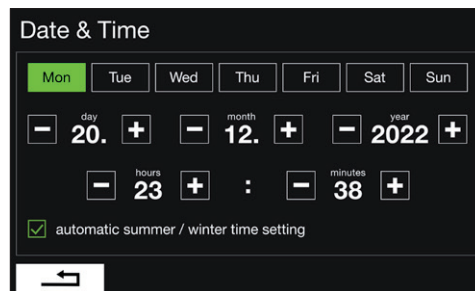 Date & Time
Mon Tue Wed Thu Fri Sat Sun
day month year
− 20. + − 12. + − 2022 +
hours minutes
− 23 + : − 38 +
automatic summer / winter time setting